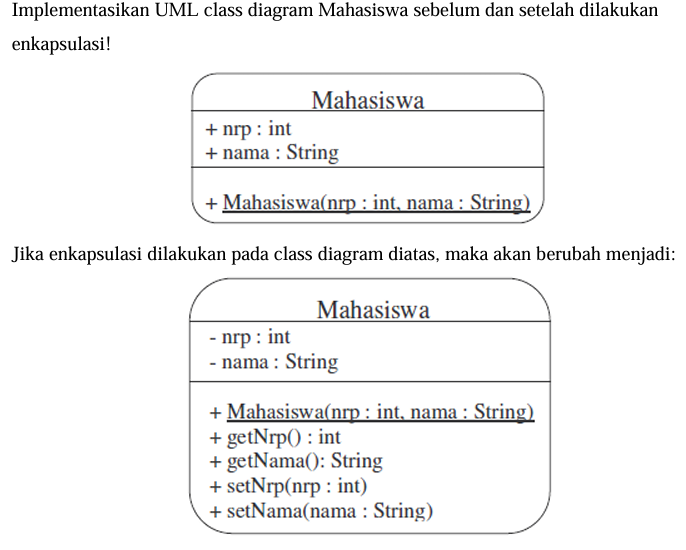 Implementasikan UML class diagram Mahasiswa sebelum dan setelah dilakukan
enkapsulasi!
Mahasiswa
+ nrp : int
+ nama : String
+ Mahasiswa(nrp : int, nama : String)
Jika enkapsulasi dilakukan pada class diagram diatas, maka akan berubah menjadi:
Mahasiswa
- nrp : int
- nama : String
+ Mahasiswa(nrp : int, nama : String)
+ getNrp() : int
+ getNama(): String
+ setNrp(nrp : int)
+ setNama(nama : String)